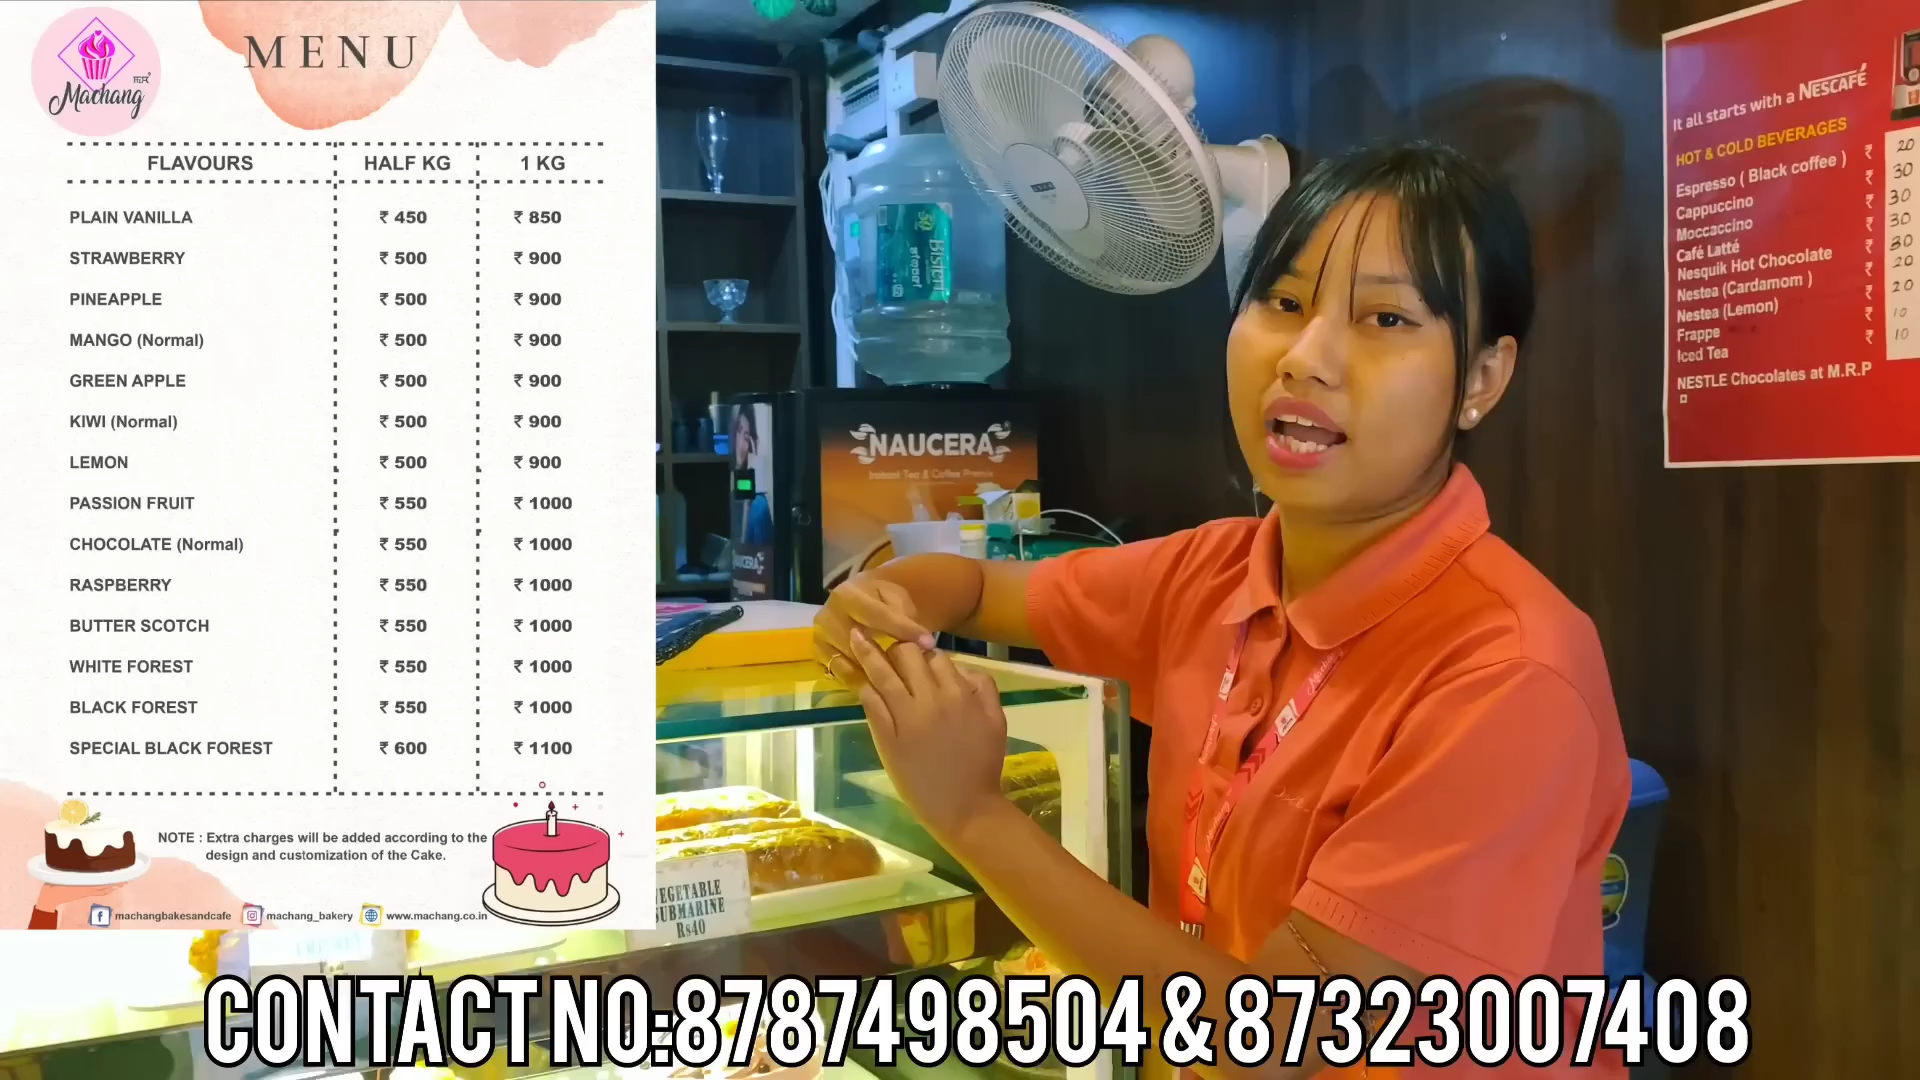 Machang
MENU
FLAVOURS HALF KG 1 KG
PLAIN VANILLA ₹ 450 ₹ 850
STRAWBERRY ₹ 500 ₹ 900
PINEAPPLE ₹ 500 ₹ 900
MANGO (Normal) ₹ 500 ₹ 900
GREEN APPLE ₹ 500 ₹ 900
KIWI (Normal) ₹ 500 ₹ 900
LEMON ₹ 500 ₹ 900
PASSION FRUIT ₹ 550 ₹ 1000
CHOCOLATE (Normal) ₹ 550 ₹ 1000
RASPBERRY ₹ 550 ₹ 1000
BUTTER SCOTCH ₹ 550 ₹ 1000
WHITE FOREST ₹ 550 ₹ 1000
BLACK FOREST ₹ 550 ₹ 1000
SPECIAL BLACK FOREST ₹ 600 ₹ 1100
NOTE : Extra charges will be added according to the
design and customization of the Cake.
machangbakesandcafe machang_bakery www.machang.co.in
Bisleri
NAUCERA
Instant Tea & Coffee Premix
NAUCERA
VEGETABLE
SUBMARINE
Rs40
It all starts with a NESCAFÉ
HOT & COLD BEVERAGES
Espresso ( Black coffee ) ₹ 20
Cappuccino ₹ 30
Moccaccino ₹ 30
Café Latté ₹ 30
Nesquik Hot Chocolate ₹ 30
Nestea (Cardamom ) ₹ 20
Nestea (Lemon) ₹ 20
Frappe ₹ 10
Iced Tea ₹ 10
NESTLE Chocolates at M.R.P
CONTACT NO:8787498504 & 87323007408